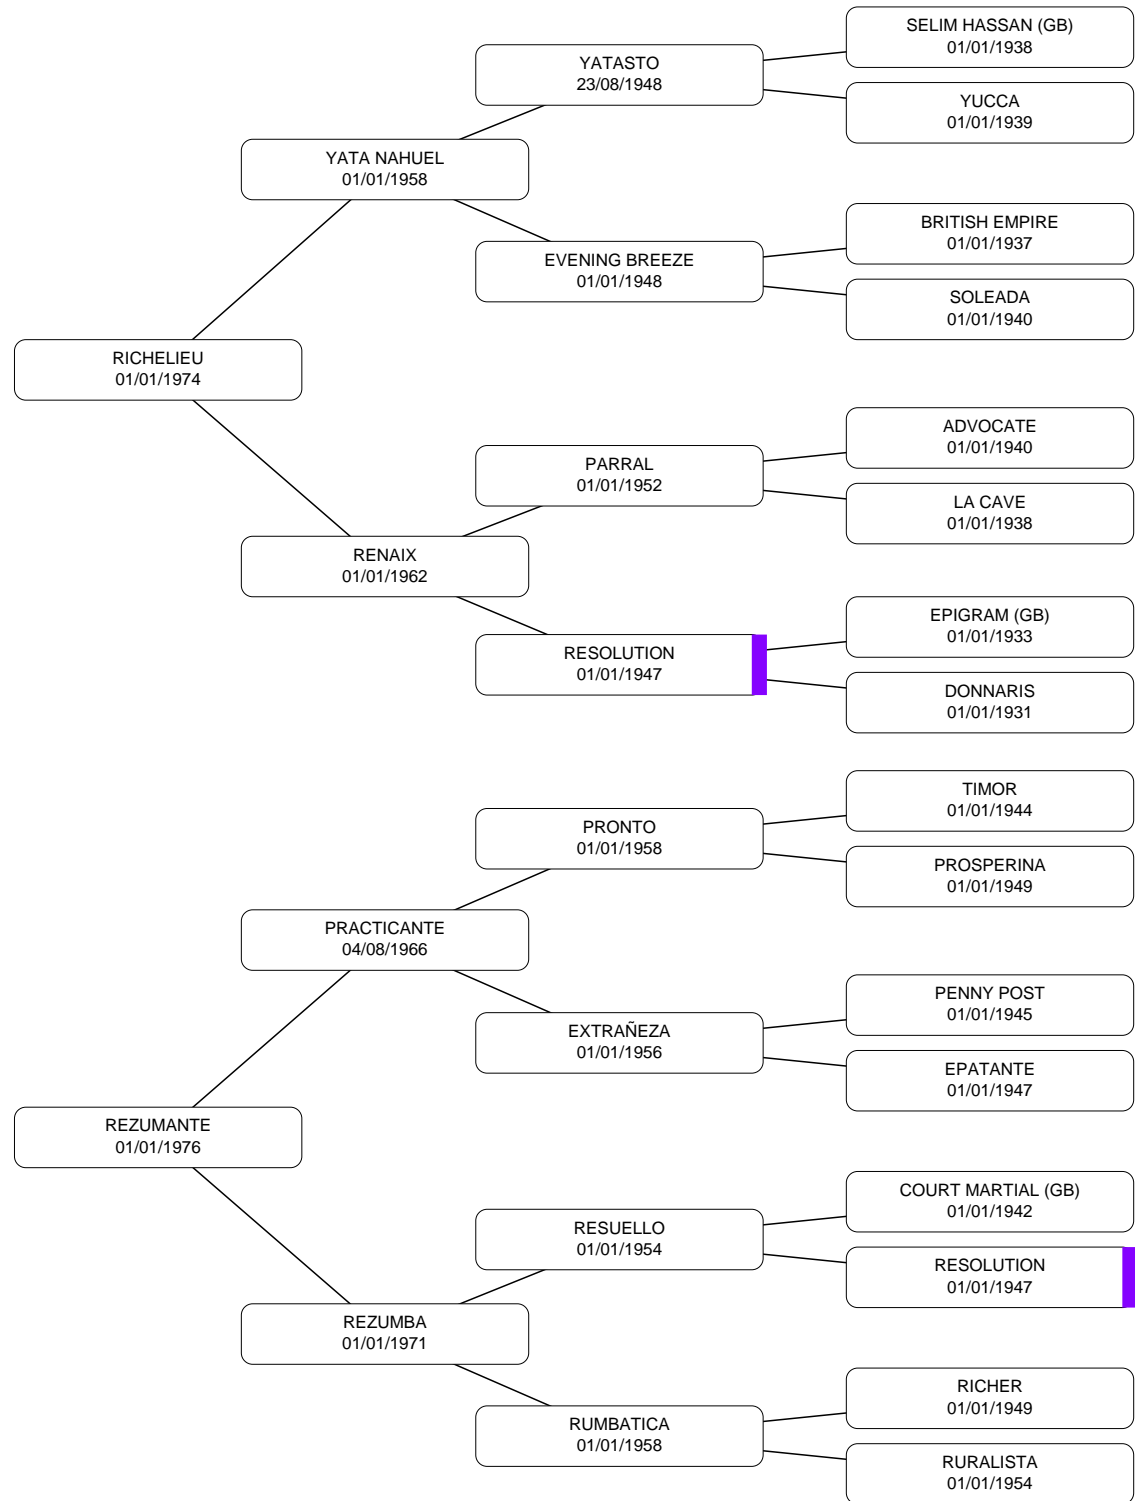 SELIM HASSAN (GB)
01/01/1938
YATASTO
23/08/1948
YUCCA
01/01/1939
YATA NAHUEL
01/01/1958
BRITISH EMPIRE
01/01/1937
EVENING BREEZE
01/01/1948
SOLEADA
01/01/1940
RICHELIEU
01/01/1974
ADVOCATE
01/01/1940
PARRAL
01/01/1952
LA CAVE
01/01/1938
RENAIX
01/01/1962
EPIGRAM (GB)
01/01/1933
RESOLUTION
01/01/1947
DONNARIS
01/01/1931
TIMOR
01/01/1944
PRONTO
01/01/1958
PROSPERINA
01/01/1949
PRACTICANTE
04/08/1966
PENNY POST
01/01/1945
EXTRAÑEZA
01/01/1956
EPATANTE
01/01/1947
REZUMANTE
01/01/1976
COURT MARTIAL (GB)
01/01/1942
RESUELLO
01/01/1954
RESOLUTION
01/01/1947
REZUMBA
01/01/1971
RICHER
01/01/1949
RUMBATICA
01/01/1958
RURALISTA
01/01/1954